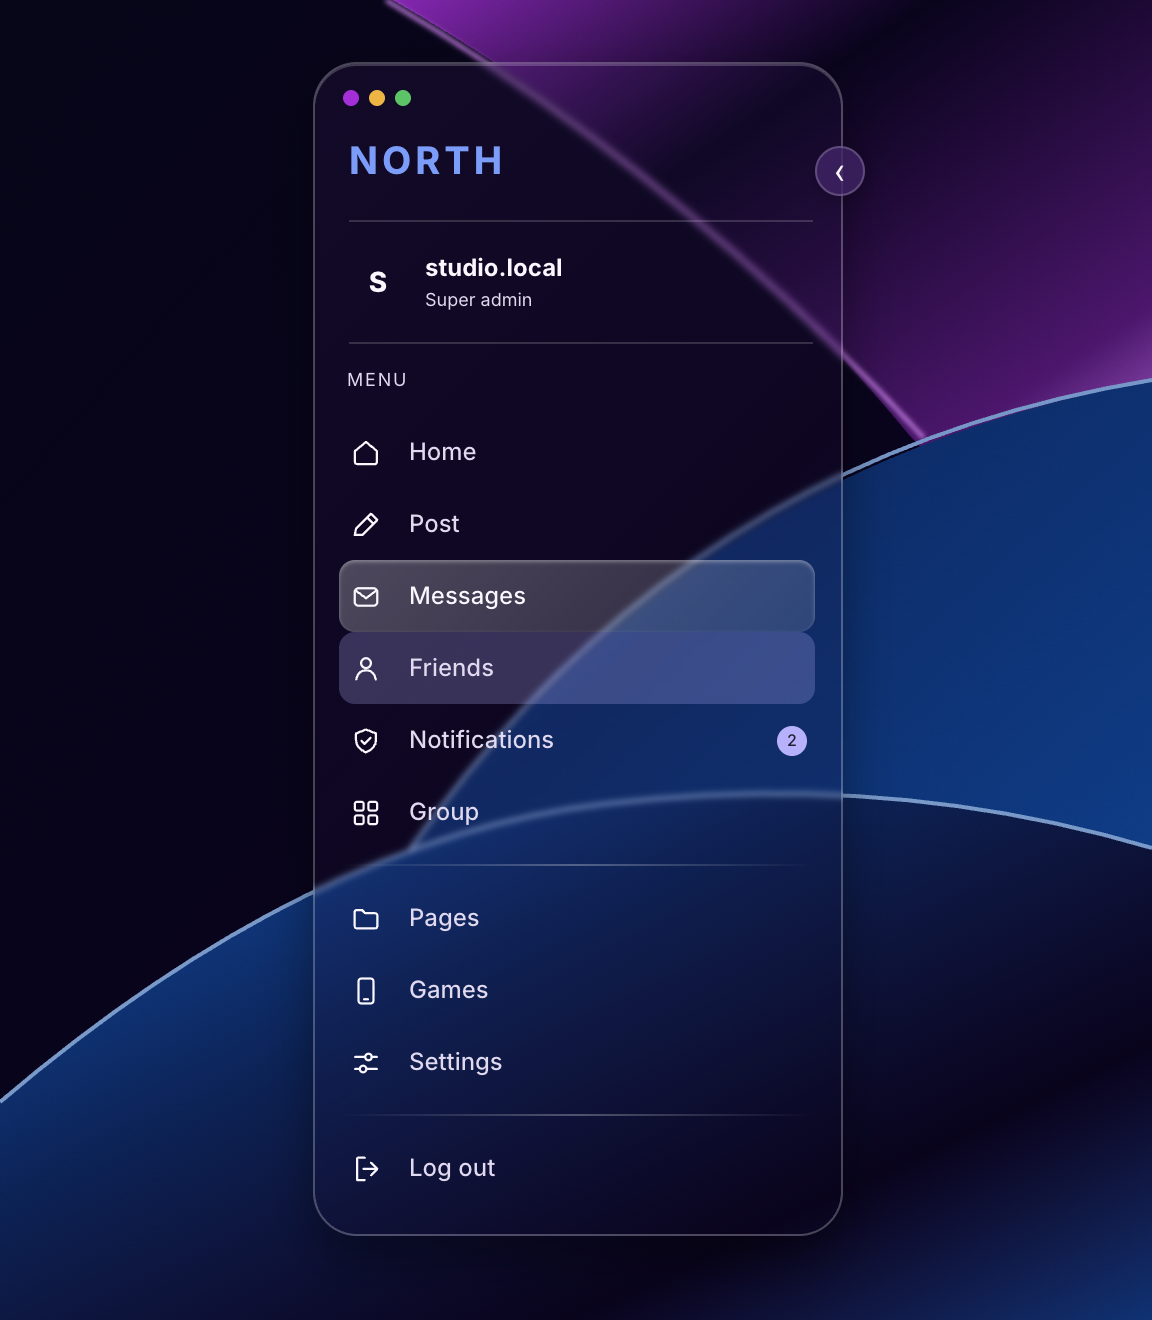 NORTH
S
studio.local
Super admin
MENU
Home
Post
Messages
Friends
Notifications 2
Group
Pages
Games
Settings
Log out